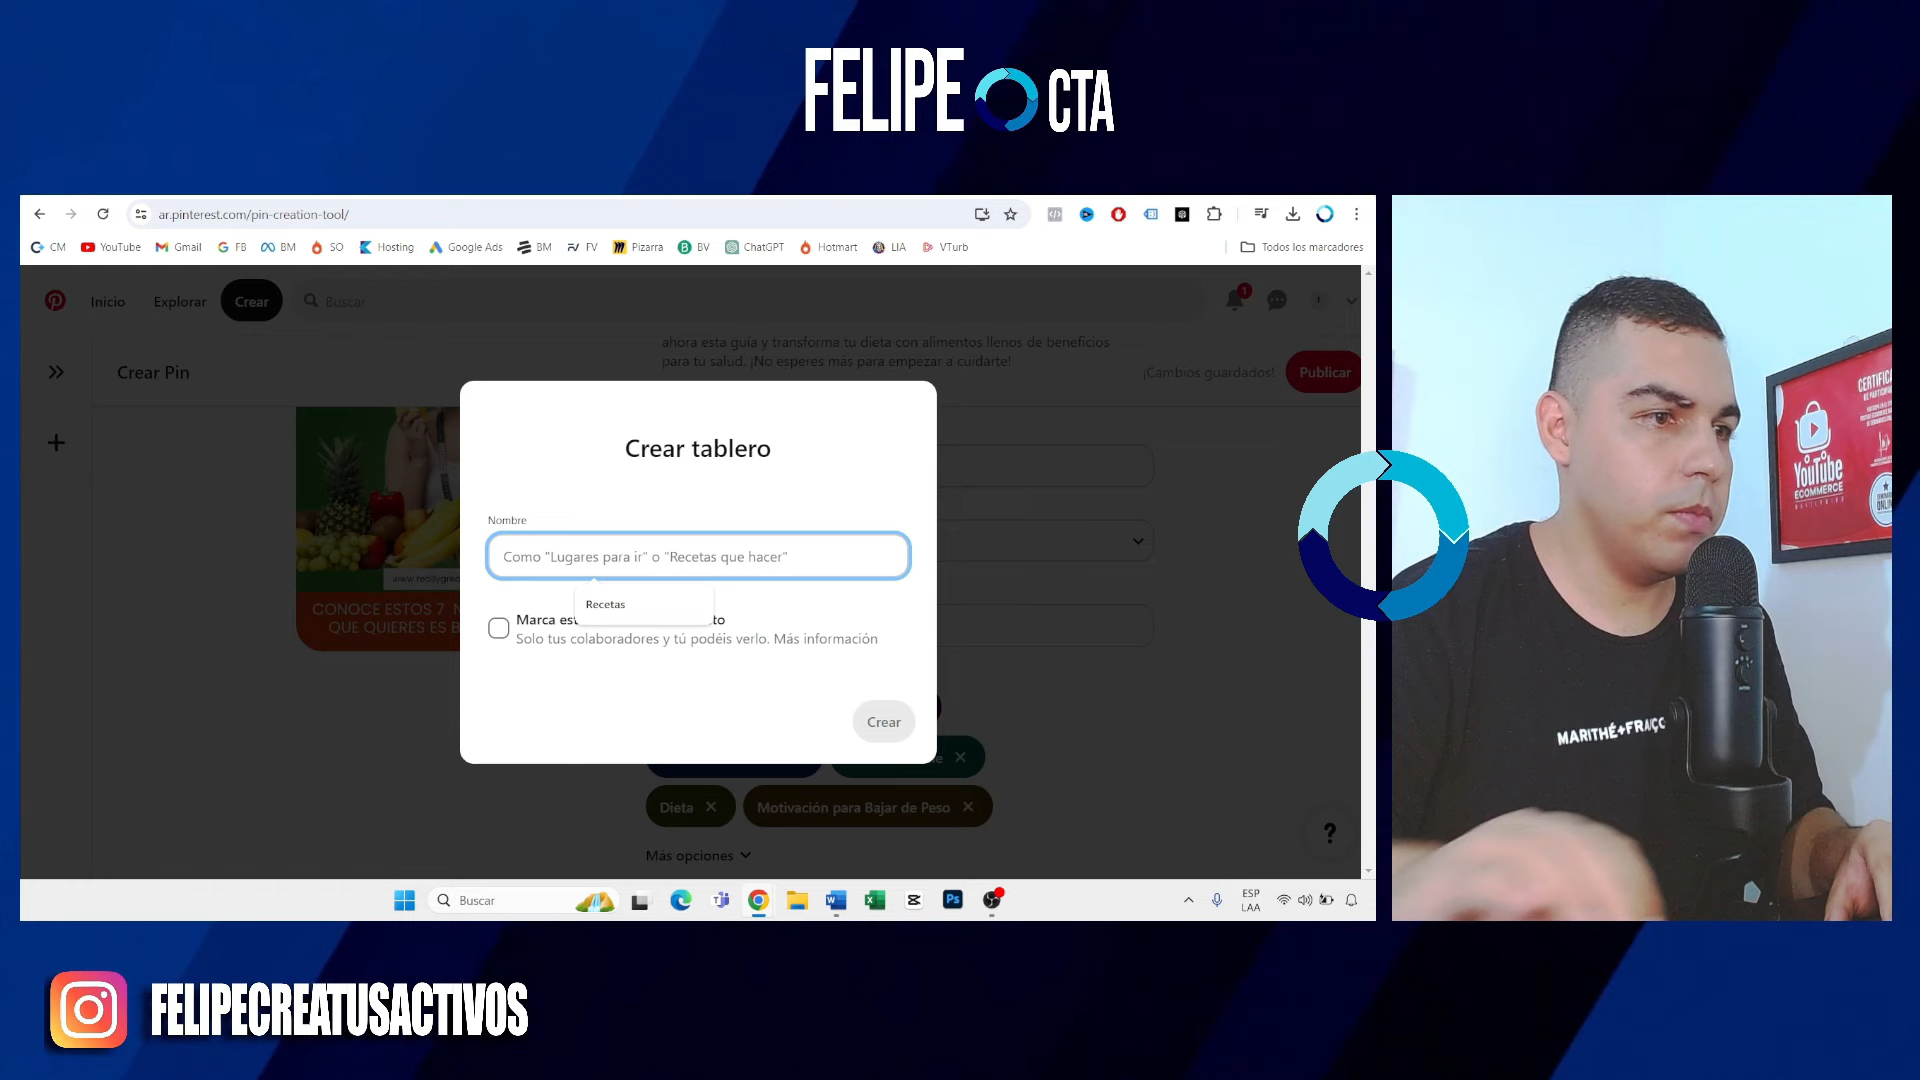 FELIPE CTA
ar.pinterest.com/pin-creation-tool/
CM YouTube Gmail FB BM SO Hosting Google Ads BM FV Pizarra BV ChatGPT Hotmart LIA VTurb Todos los marcadores
Inicio Explorar Crear Buscar 1
ahora esta guía y transforma tu dieta con alimentos llenos de beneficios
para tu salud. ¡No esperes más para empezar a cuidarte!
Crear Pin ¡Cambios guardados! Publicar
Crear tablero
Nombre
Como "Lugares para ir" o "Recetas que hacer"
Recetas
Marca es to
Solo tus colaboradores y tú podéis verlo. Más información
Crear
CONOCE ESTOS 7
QUE QUIERES ES B
Dieta
Motivación para Bajar de Peso
Más opciones
Buscar
ESP
LAA
YouTube
ECOMMERCE
MARITHÉ+FRANÇO
FELIPECREATUSACTIVOS